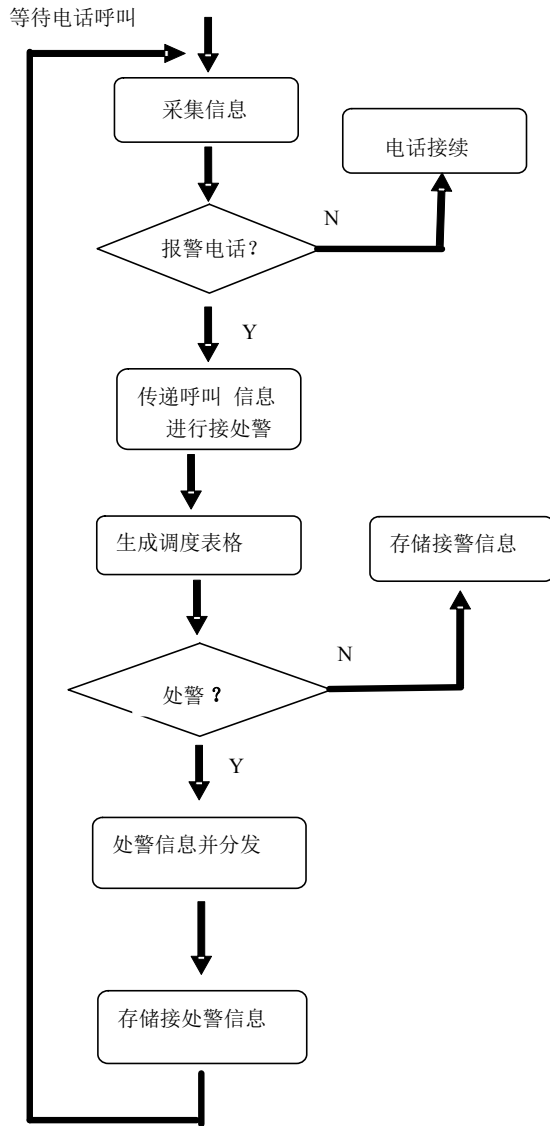 等待电话呼叫
采集信息
电话接续
N
报警电话？
Y
传递呼叫 信息
进行接处警
生成调度表格
存储接警信息
N
处警？
Y
处警信息并分发
存储接处警信息